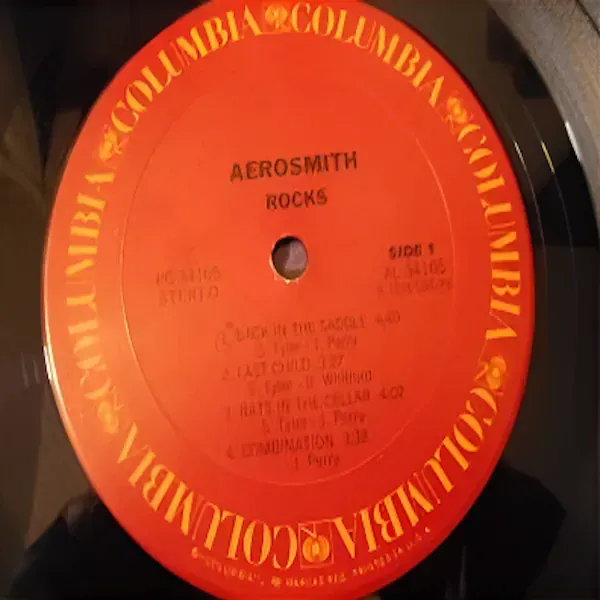 COLUMBIA COLUMBIA COLUMBIA COLUMBIA COLUMBIA COLUMBIA
AEROSMITH
ROCKS
SIDE 1
PC 34165 AL 34165
STEREO
1. BACK IN THE SADDLE 4:40
S. Tyler - J. Perry
2. LAST CHILD 3:27
S. Tyler - B. Whitford
3. RATS IN THE CELLAR 4:02
S. Tyler - J. Perry
4. COMBINATION 3:39
J. Perry